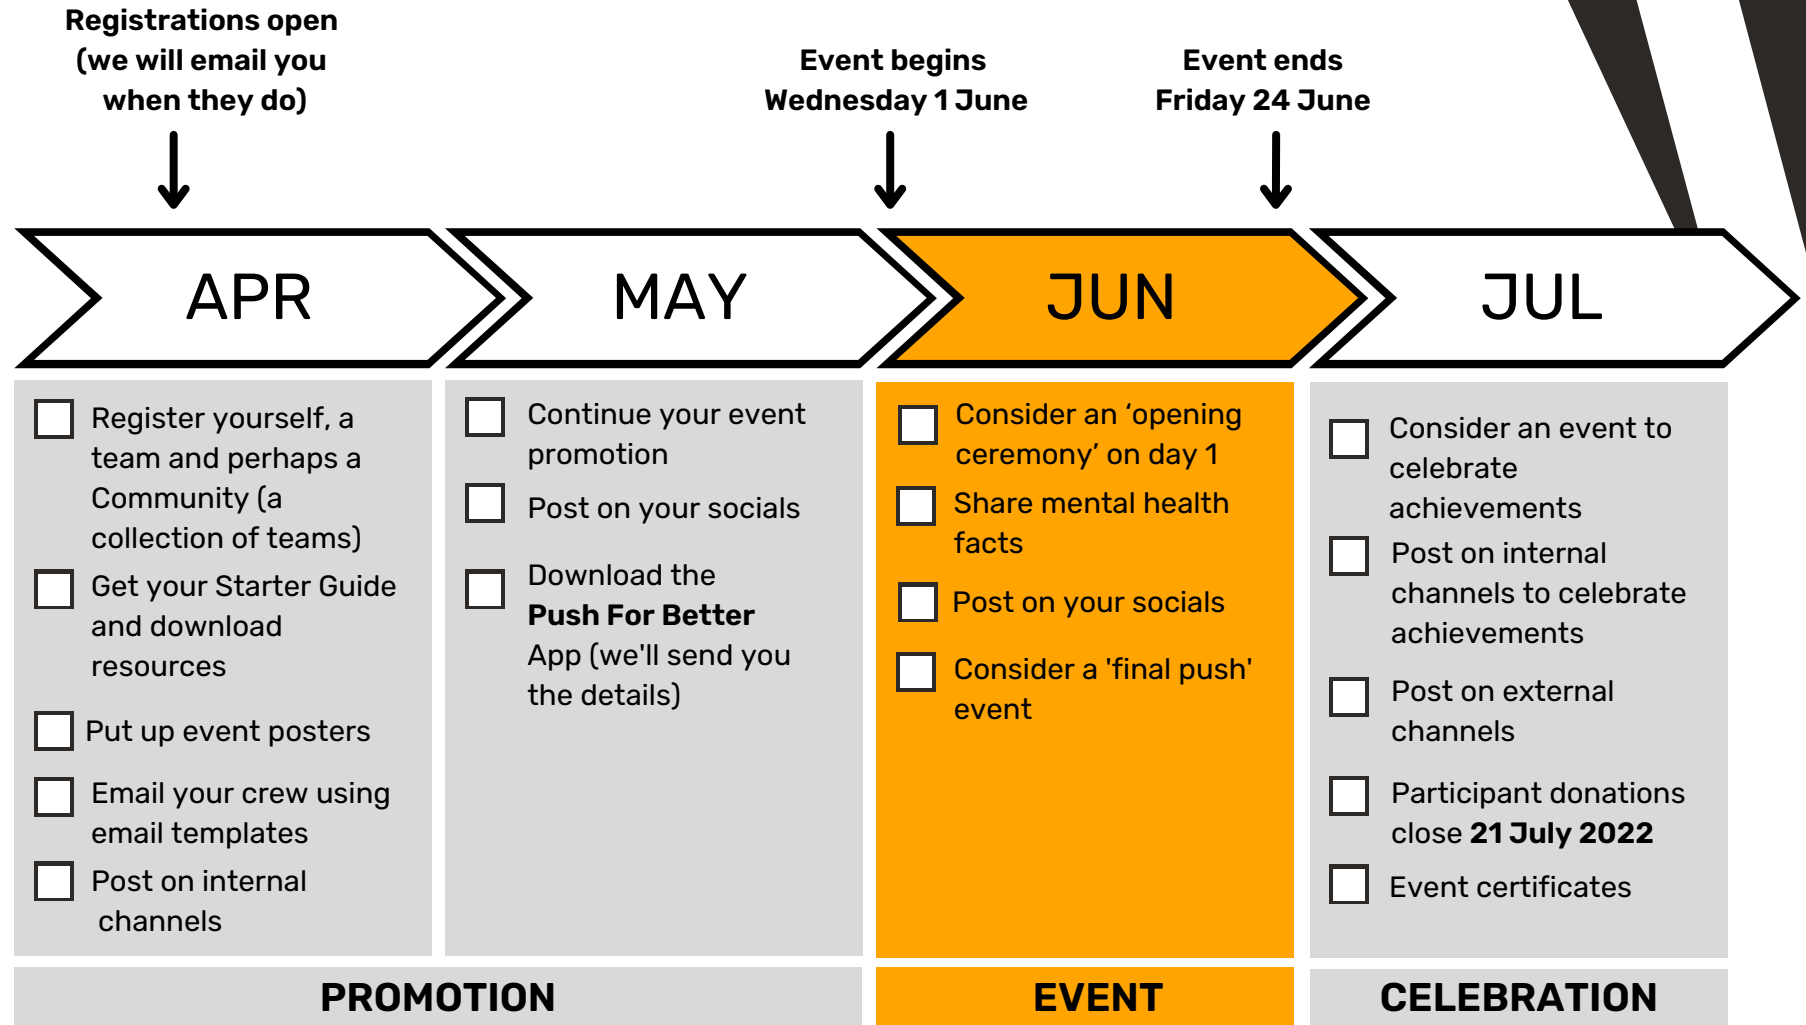 Registrations open
(we will email you
when they do)
Event begins
Wednesday 1 June
Event ends
Friday 24 June
APR
MAY
JUN
JUL
Register yourself, a
team and perhaps a
Community (a
collection of teams)
Get your Starter Guide
and download
resources
Put up event posters
Email your crew using
email templates
Post on internal
channels
Continue your event
promotion
Post on your socials
Download the
Push For Better
App (we'll send you
the details)
Consider an ‘opening
ceremony’ on day 1
Share mental health
facts
Post on your socials
Consider a 'final push'
event
Consider an event to
celebrate
achievements
Post on internal
channels to celebrate
achievements
Post on external
channels
Participant donations
close 21 July 2022
Event certificates
PROMOTION
EVENT
CELEBRATION